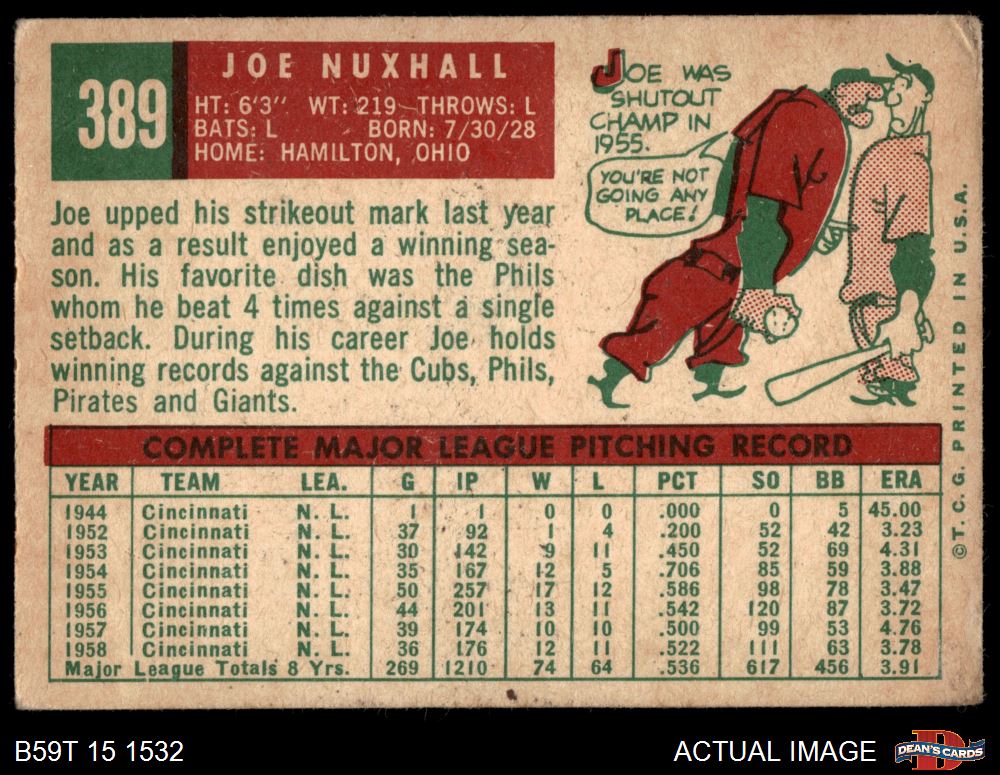 389
JOE NUXHALL
HT: 6'3" WT: 219 THROWS: L
BATS: L BORN: 7/30/28
HOME: HAMILTON, OHIO
JOE WAS
SHUTOUT
CHAMP IN
1955.
YOU'RE NOT
GOING ANY
PLACE!
Joe upped his strikeout mark last year
and as a result enjoyed a winning sea-
son. His favorite dish was the Phils
whom he beat 4 times against a single
setback. During his career Joe holds
winning records against the Cubs, Phils,
Pirates and Giants.
COMPLETE MAJOR LEAGUE PITCHING RECORD
YEAR TEAM LEA. G IP W L PCT SO BB ERA
1944 Cincinnati N. L. 1 1 0 0 .000 0 5 45.00
1952 Cincinnati N. L. 37 92 1 4 .200 52 42 3.23
1953 Cincinnati N. L. 30 142 9 11 .450 52 69 4.31
1954 Cincinnati N. L. 35 167 12 5 .706 85 59 3.88
1955 Cincinnati N. L. 50 257 17 12 .586 98 78 3.47
1956 Cincinnati N. L. 44 201 13 11 .542 120 87 3.72
1957 Cincinnati N. L. 39 174 10 10 .500 99 53 4.76
1958 Cincinnati N. L. 36 176 12 11 .522 111 63 3.78
Major League Totals 8 Yrs. 269 1210 74 64 .536 617 456 3.91
© T. C. G. PRINTED IN U.S.A.
B59T 15 1532
ACTUAL IMAGE
DEAN'S CARDS